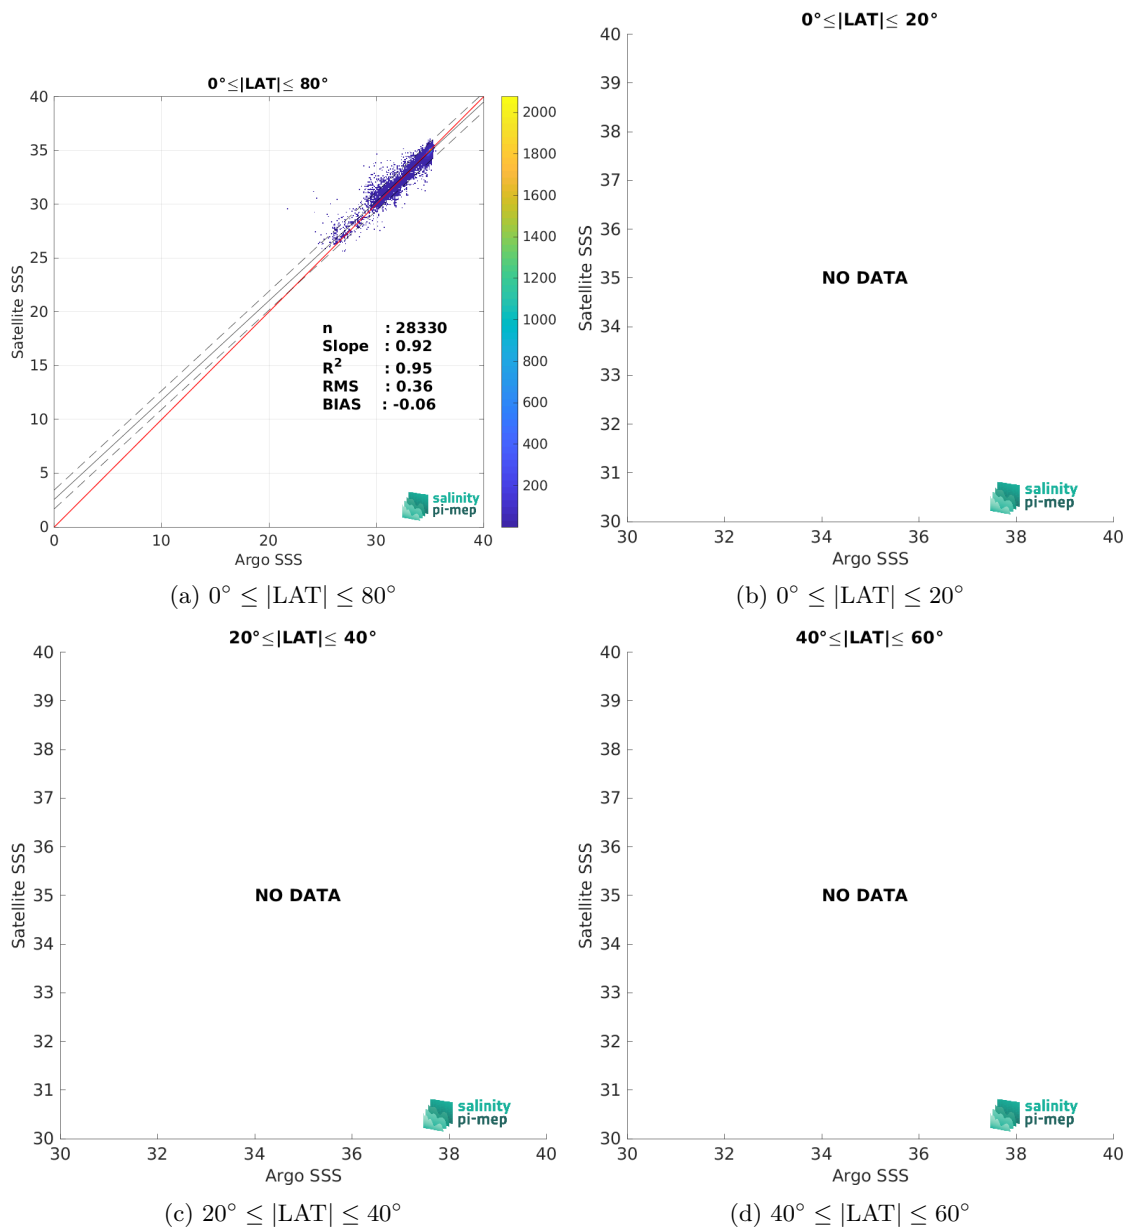 0°≤|LAT|≤ 80°
40
35
30
25
20
15
10
5
0
Satellite SSS
0
10
20
30
40
Argo SSS
2000
1800
1600
1400
1200
1000
800
600
400
200
n : 28330
Slope : 0.92
R² : 0.95
RMS : 0.36
BIAS : -0.06
salinity
pi-mep
(a) 0° ≤ |LAT| ≤ 80°
0°≤|LAT|≤ 20°
40
39
38
37
36
35
34
33
32
31
30
Satellite SSS
NO DATA
salinity
pi-mep
30
32
34
36
38
40
Argo SSS
(b) 0° ≤ |LAT| ≤ 20°
20°≤|LAT|≤ 40°
40
39
38
37
36
35
34
33
32
31
30
Satellite SSS
NO DATA
salinity
pi-mep
30
32
34
36
38
40
Argo SSS
(c) 20° ≤ |LAT| ≤ 40°
40°≤|LAT|≤ 60°
40
39
38
37
36
35
34
33
32
31
30
Satellite SSS
NO DATA
salinity
pi-mep
30
32
34
36
38
40
Argo SSS
(d) 40° ≤ |LAT| ≤ 60°